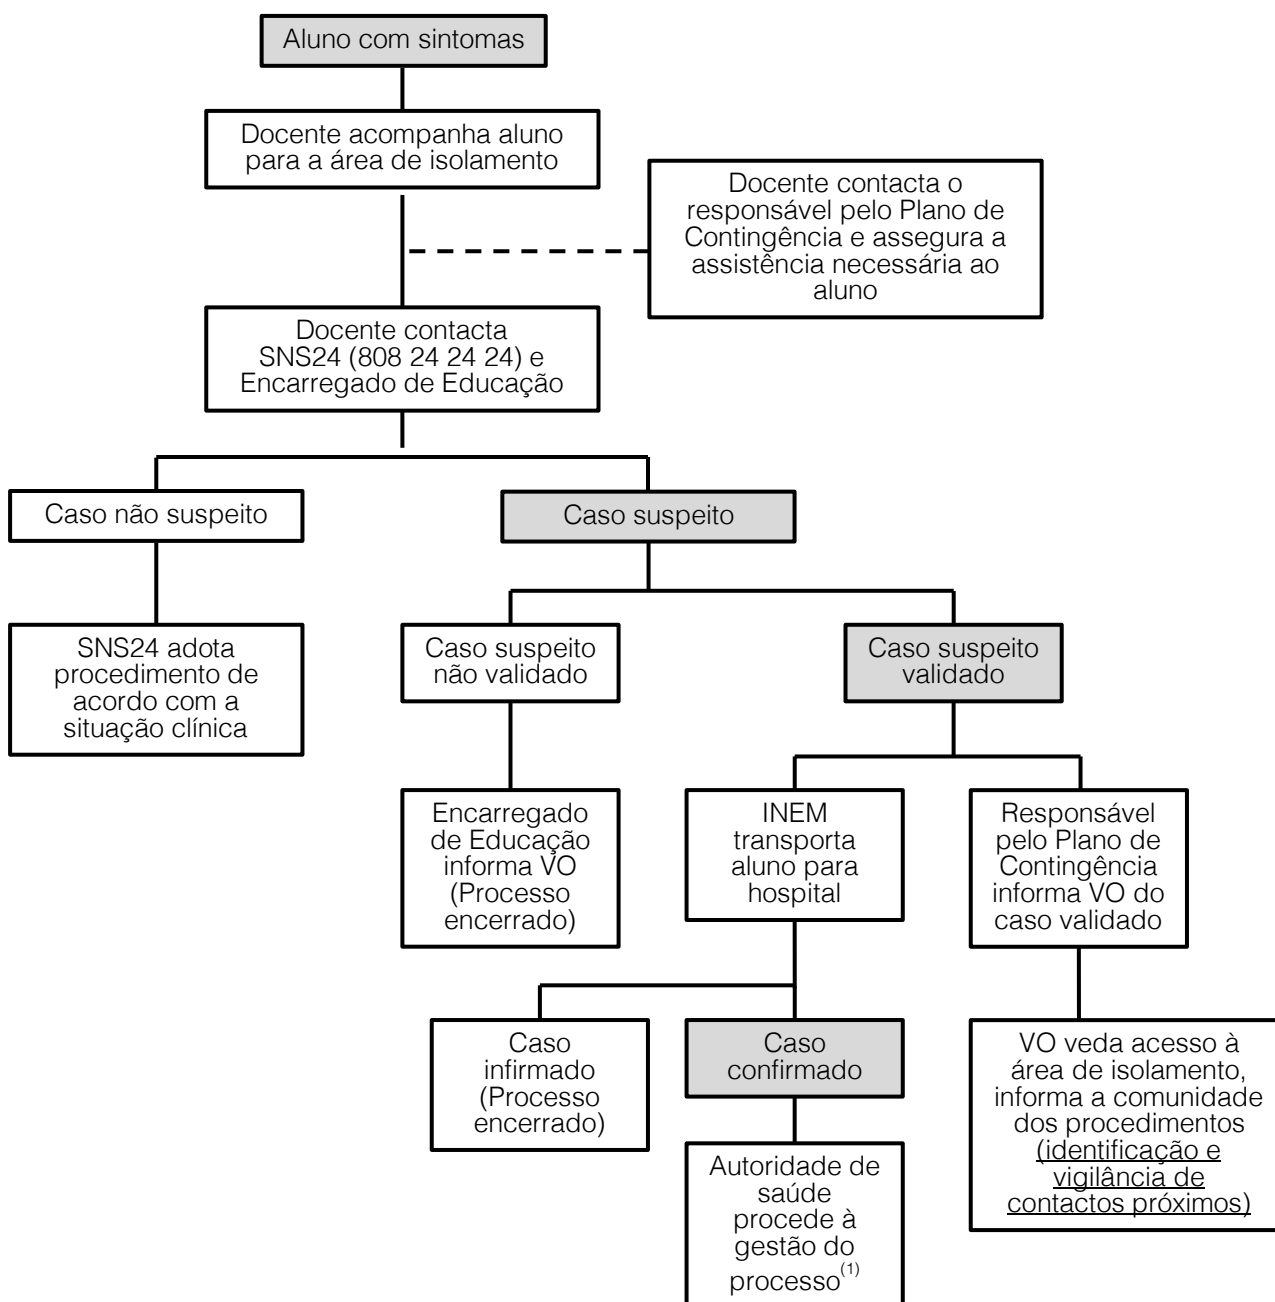 Aluno com sintomas
Docente acompanha aluno
para a área de isolamento
Docente contacta o
responsável pelo Plano de
Contingência e assegura a
assistência necessária ao
aluno
Docente contacta
SNS24 (808 24 24 24) e
Encarregado de Educação
Caso não suspeito
Caso suspeito
SNS24 adota
procedimento de
acordo com a
situação clínica
Caso suspeito
não validado
Caso suspeito
validado
Encarregado
de Educação
informa VO
(Processo
encerrado)
INEM
transporta
aluno para
hospital
Responsável
pelo Plano de
Contingência
informa VO do
caso validado
Caso
infirmado
(Processo
encerrado)
Caso
confirmado
VO veda acesso à
área de isolamento,
informa a comunidade
dos procedimentos
(identificação e
vigilância de
contactos próximos)
Autoridade de
saúde
procede à
gestão do
processo(1)